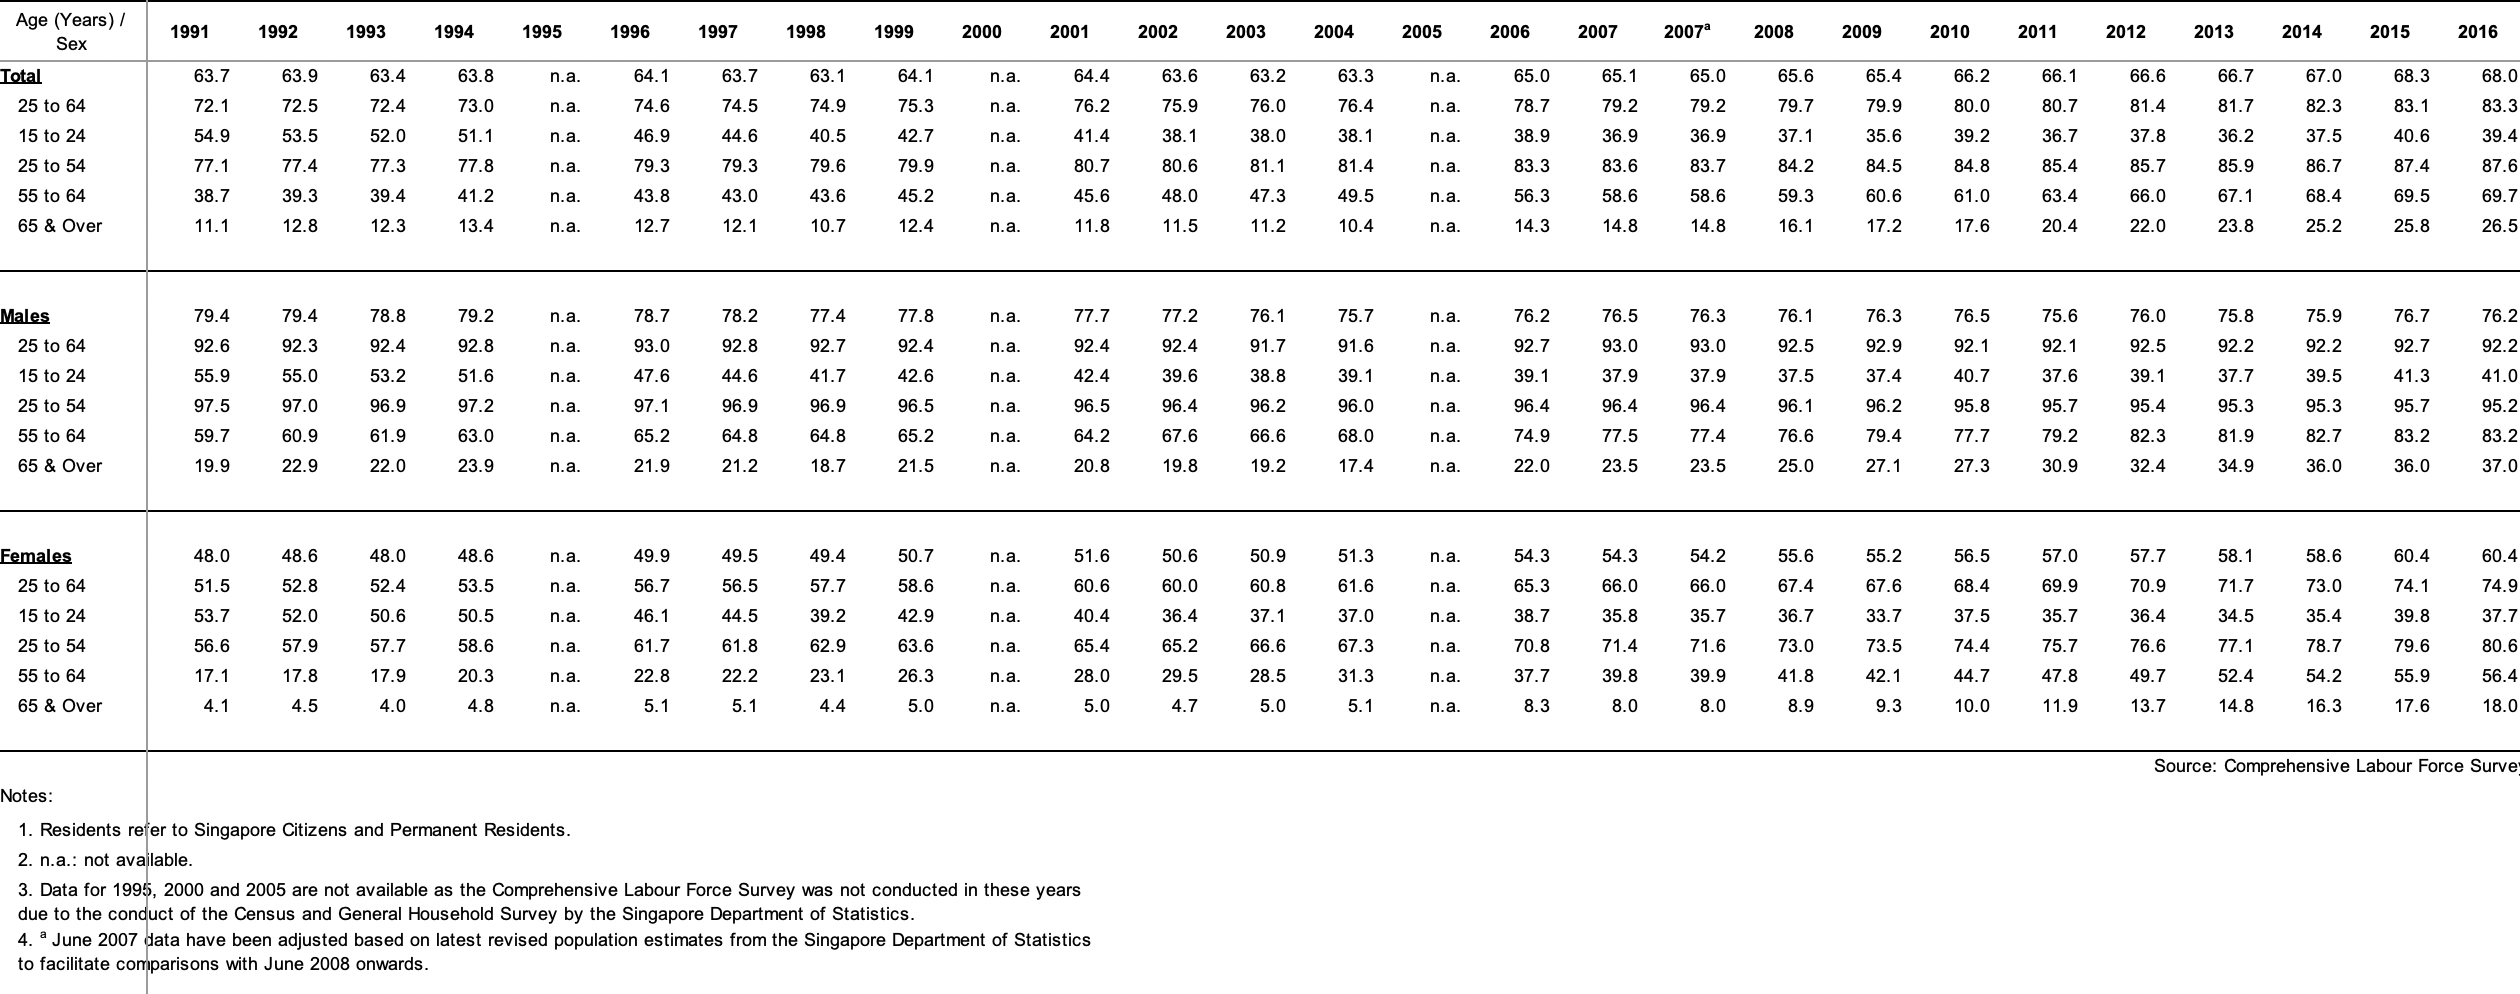 Age (Years) / Sex 1991 1992 1993 1994 1995 1996 1997 1998 1999 2000 2001 2002 2003 2004 2005 2006 2007 2007ᵃ 2008 2009 2010 2011 2012 2013 2014 2015 2016
Total 63.7 63.9 63.4 63.8 n.a. 64.1 63.7 63.1 64.1 n.a. 64.4 63.6 63.2 63.3 n.a. 65.0 65.1 65.0 65.6 65.4 66.2 66.1 66.6 66.7 67.0 68.3 68.0
25 to 64 72.1 72.5 72.4 73.0 n.a. 74.6 74.5 74.9 75.3 n.a. 76.2 75.9 76.0 76.4 n.a. 78.7 79.2 79.2 79.7 79.9 80.0 80.7 81.4 81.7 82.3 83.1 83.3
15 to 24 54.9 53.5 52.0 51.1 n.a. 46.9 44.6 40.5 42.7 n.a. 41.4 38.1 38.0 38.1 n.a. 38.9 36.9 36.9 37.1 35.6 39.2 36.7 37.8 36.2 37.5 40.6 39.4
25 to 54 77.1 77.4 77.3 77.8 n.a. 79.3 79.3 79.6 79.9 n.a. 80.7 80.6 81.1 81.4 n.a. 83.3 83.6 83.7 84.2 84.5 84.8 85.4 85.7 85.9 86.7 87.4 87.6
55 to 64 38.7 39.3 39.4 41.2 n.a. 43.8 43.0 43.6 45.2 n.a. 45.6 48.0 47.3 49.5 n.a. 56.3 58.6 58.6 59.3 60.6 61.0 63.4 66.0 67.1 68.4 69.5 69.7
65 & Over 11.1 12.8 12.3 13.4 n.a. 12.7 12.1 10.7 12.4 n.a. 11.8 11.5 11.2 10.4 n.a. 14.3 14.8 14.8 16.1 17.2 17.6 20.4 22.0 23.8 25.2 25.8 26.5
Males 79.4 79.4 78.8 79.2 n.a. 78.7 78.2 77.4 77.8 n.a. 77.7 77.2 76.1 75.7 n.a. 76.2 76.5 76.3 76.1 76.3 76.5 75.6 76.0 75.8 75.9 76.7 76.2
25 to 64 92.6 92.3 92.4 92.8 n.a. 93.0 92.8 92.7 92.4 n.a. 92.4 92.4 91.7 91.6 n.a. 92.7 93.0 93.0 92.5 92.9 92.1 92.1 92.5 92.2 92.2 92.7 92.2
15 to 24 55.9 55.0 53.2 51.6 n.a. 47.6 44.6 41.7 42.6 n.a. 42.4 39.6 38.8 39.1 n.a. 39.1 37.9 37.9 37.5 37.4 40.7 37.6 39.1 37.7 39.5 41.3 41.0
25 to 54 97.5 97.0 96.9 97.2 n.a. 97.1 96.9 96.9 96.5 n.a. 96.5 96.4 96.2 96.0 n.a. 96.4 96.4 96.4 96.1 96.2 95.8 95.7 95.4 95.3 95.3 95.7 95.2
55 to 64 59.7 60.9 61.9 63.0 n.a. 65.2 64.8 64.8 65.2 n.a. 64.2 67.6 66.6 68.0 n.a. 74.9 77.5 77.4 76.6 79.4 77.7 79.2 82.3 81.9 82.7 83.2 83.2
65 & Over 19.9 22.9 22.0 23.9 n.a. 21.9 21.2 18.7 21.5 n.a. 20.8 19.8 19.2 17.4 n.a. 22.0 23.5 23.5 25.0 27.1 27.3 30.9 32.4 34.9 36.0 36.0 37.0
Females 48.0 48.6 48.0 48.6 n.a. 49.9 49.5 49.4 50.7 n.a. 51.6 50.6 50.9 51.3 n.a. 54.3 54.3 54.2 55.6 55.2 56.5 57.0 57.7 58.1 58.6 60.4 60.4
25 to 64 51.5 52.8 52.4 53.5 n.a. 56.7 56.5 57.7 58.6 n.a. 60.6 60.0 60.8 61.6 n.a. 65.3 66.0 66.0 67.4 67.6 68.4 69.9 70.9 71.7 73.0 74.1 74.9
15 to 24 53.7 52.0 50.6 50.5 n.a. 46.1 44.5 39.2 42.9 n.a. 40.4 36.4 37.1 37.0 n.a. 38.7 35.8 35.7 36.7 33.7 37.5 35.7 36.4 34.5 35.4 39.8 37.7
25 to 54 56.6 57.9 57.7 58.6 n.a. 61.7 61.8 62.9 63.6 n.a. 65.4 65.2 66.6 67.3 n.a. 70.8 71.4 71.6 73.0 73.5 74.4 75.7 76.6 77.1 78.7 79.6 80.6
55 to 64 17.1 17.8 17.9 20.3 n.a. 22.8 22.2 23.1 26.3 n.a. 28.0 29.5 28.5 31.3 n.a. 37.7 39.8 39.9 41.8 42.1 44.7 47.8 49.7 52.4 54.2 55.9 56.4
65 & Over 4.1 4.5 4.0 4.8 n.a. 5.1 5.1 4.4 5.0 n.a. 5.0 4.7 5.0 5.1 n.a. 8.3 8.0 8.0 8.9 9.3 10.0 11.9 13.7 14.8 16.3 17.6 18.0
Source: Comprehensive Labour Force Survey
Notes:
1. Residents refer to Singapore Citizens and Permanent Residents.
2. n.a.: not available.
3. Data for 1995, 2000 and 2005 are not available as the Comprehensive Labour Force Survey was not conducted in these years
due to the conduct of the Census and General Household Survey by the Singapore Department of Statistics.
4. ᵃ June 2007 data have been adjusted based on latest revised population estimates from the Singapore Department of Statistics
to facilitate comparisons with June 2008 onwards.